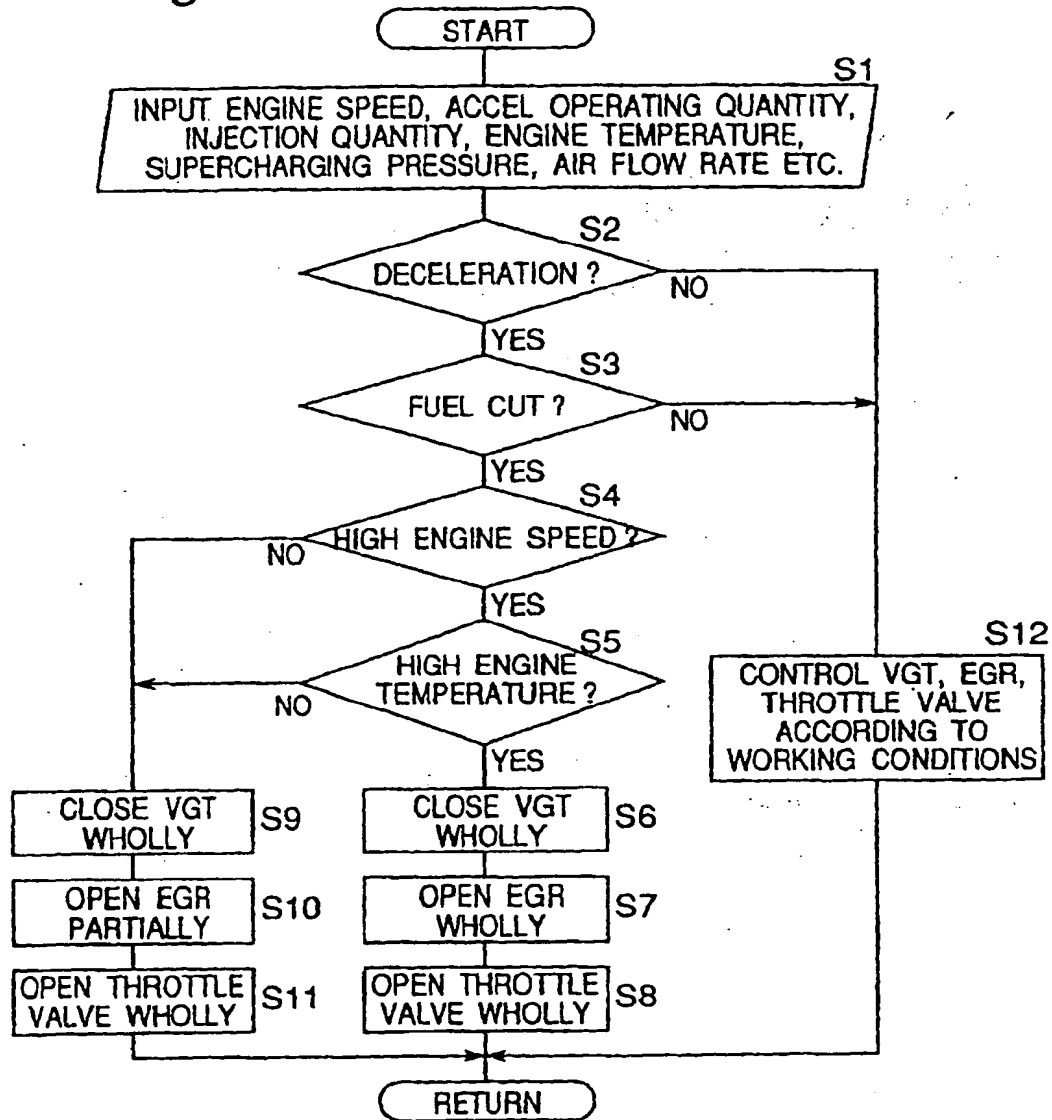 START
S1
INPUT ENGINE SPEED, ACCEL OPERATING QUANTITY,
INJECTION QUANTITY, ENGINE TEMPERATURE,
SUPERCHARGING PRESSURE, AIR FLOW RATE ETC.
S2
DECELERATION ?
NO
YES
S3
FUEL CUT ?
NO
YES
S4
HIGH ENGINE SPEED ?
NO
YES
S5
HIGH ENGINE
TEMPERATURE ?
NO
YES
S12
CONTROL VGT, EGR,
THROTTLE VALVE
ACCORDING TO
WORKING CONDITIONS
CLOSE VGT
WHOLLY
S9
CLOSE VGT
WHOLLY
S6
OPEN EGR
PARTIALLY
S10
OPEN EGR
WHOLLY
S7
OPEN THROTTLE
VALVE WHOLLY
S11
OPEN THROTTLE
VALVE WHOLLY
S8
RETURN